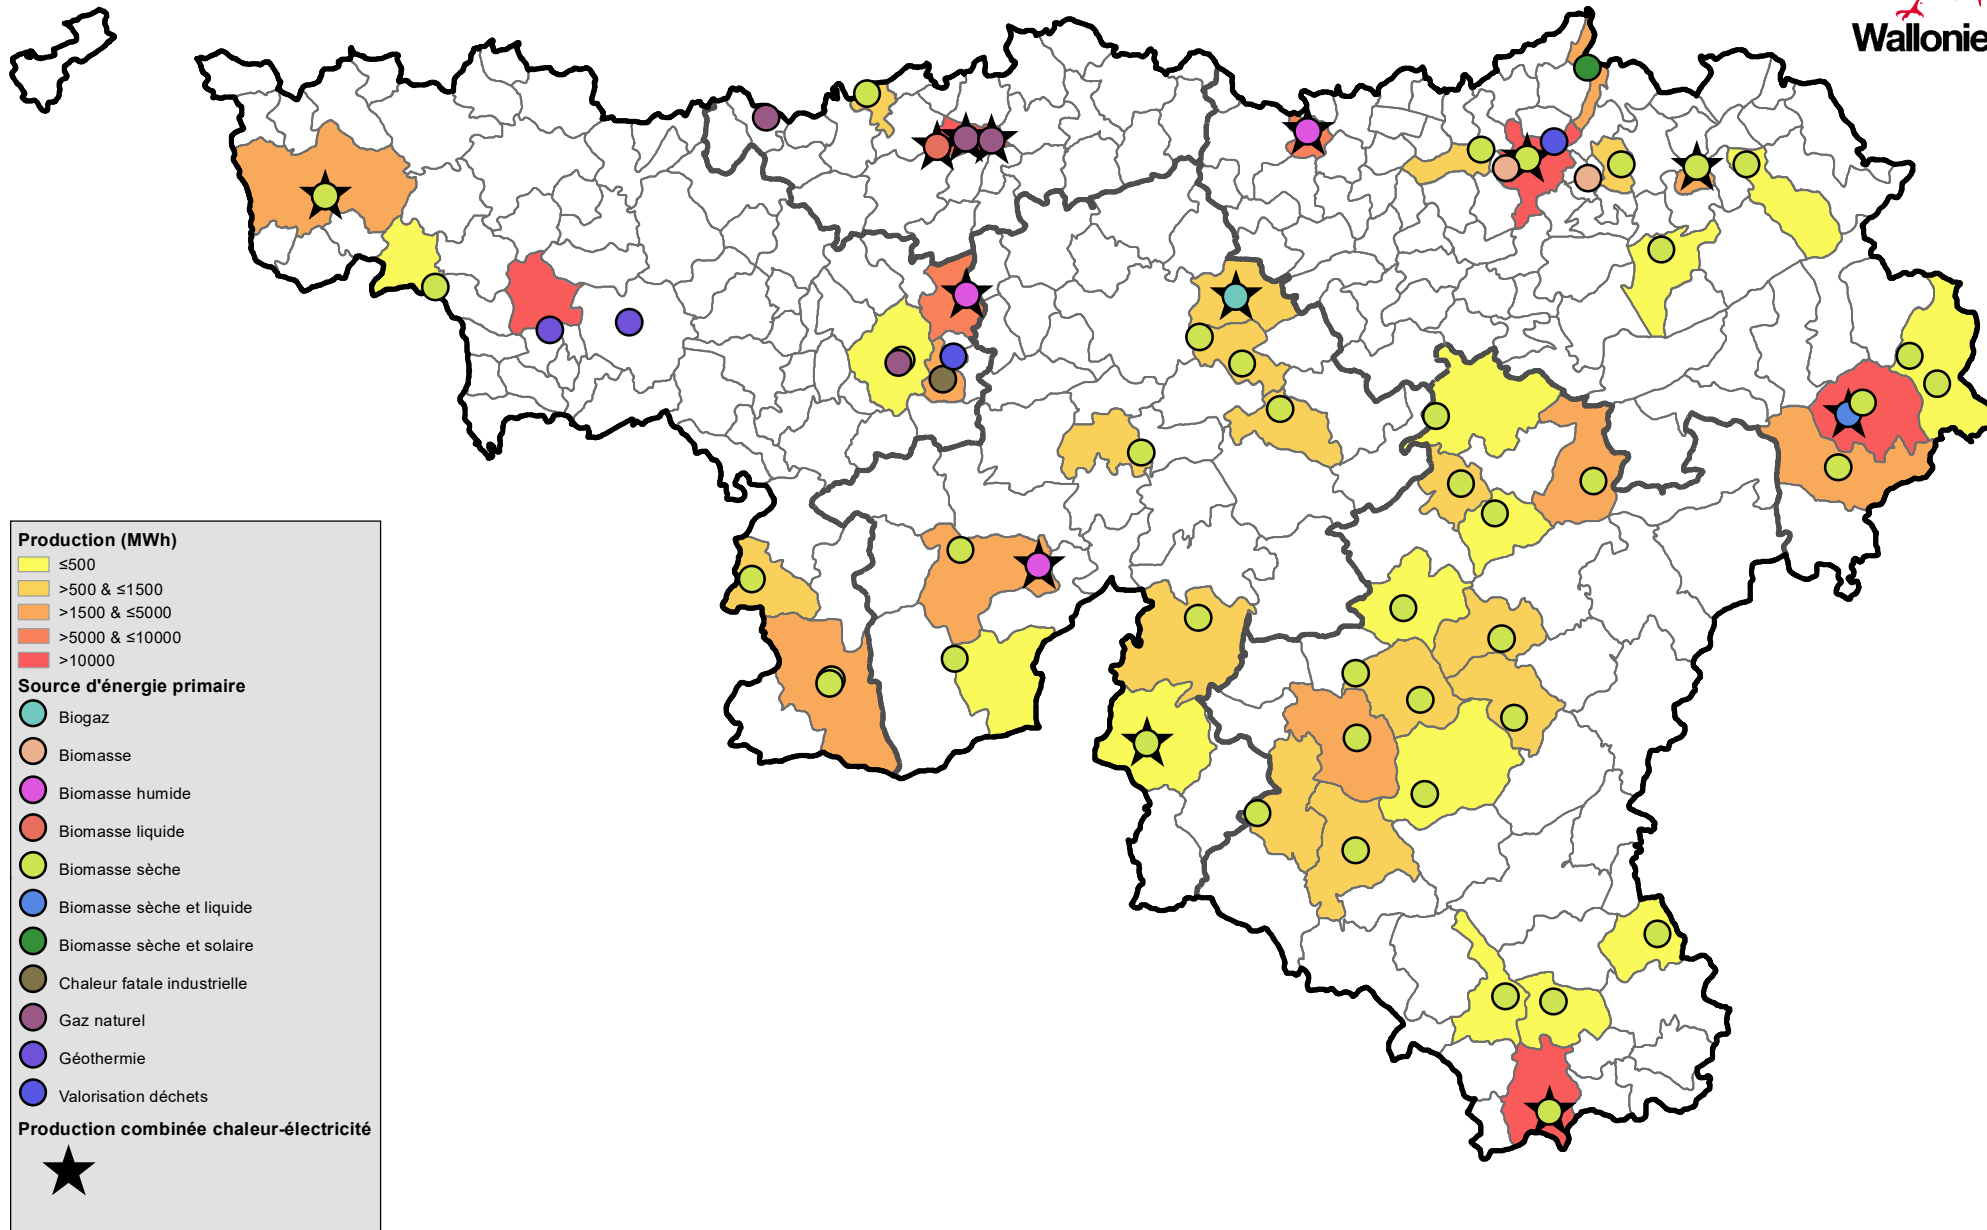 Wallonie
Production (MWh)
≤500
>500 & ≤1500
>1500 & ≤5000
>5000 & ≤10000
>10000
Source d'énergie primaire
Biogaz
Biomasse
Biomasse humide
Biomasse liquide
Biomasse sèche
Biomasse sèche et liquide
Biomasse sèche et solaire
Chaleur fatale industrielle
Gaz naturel
Géothermie
Valorisation déchets
Production combinée chaleur-électricité